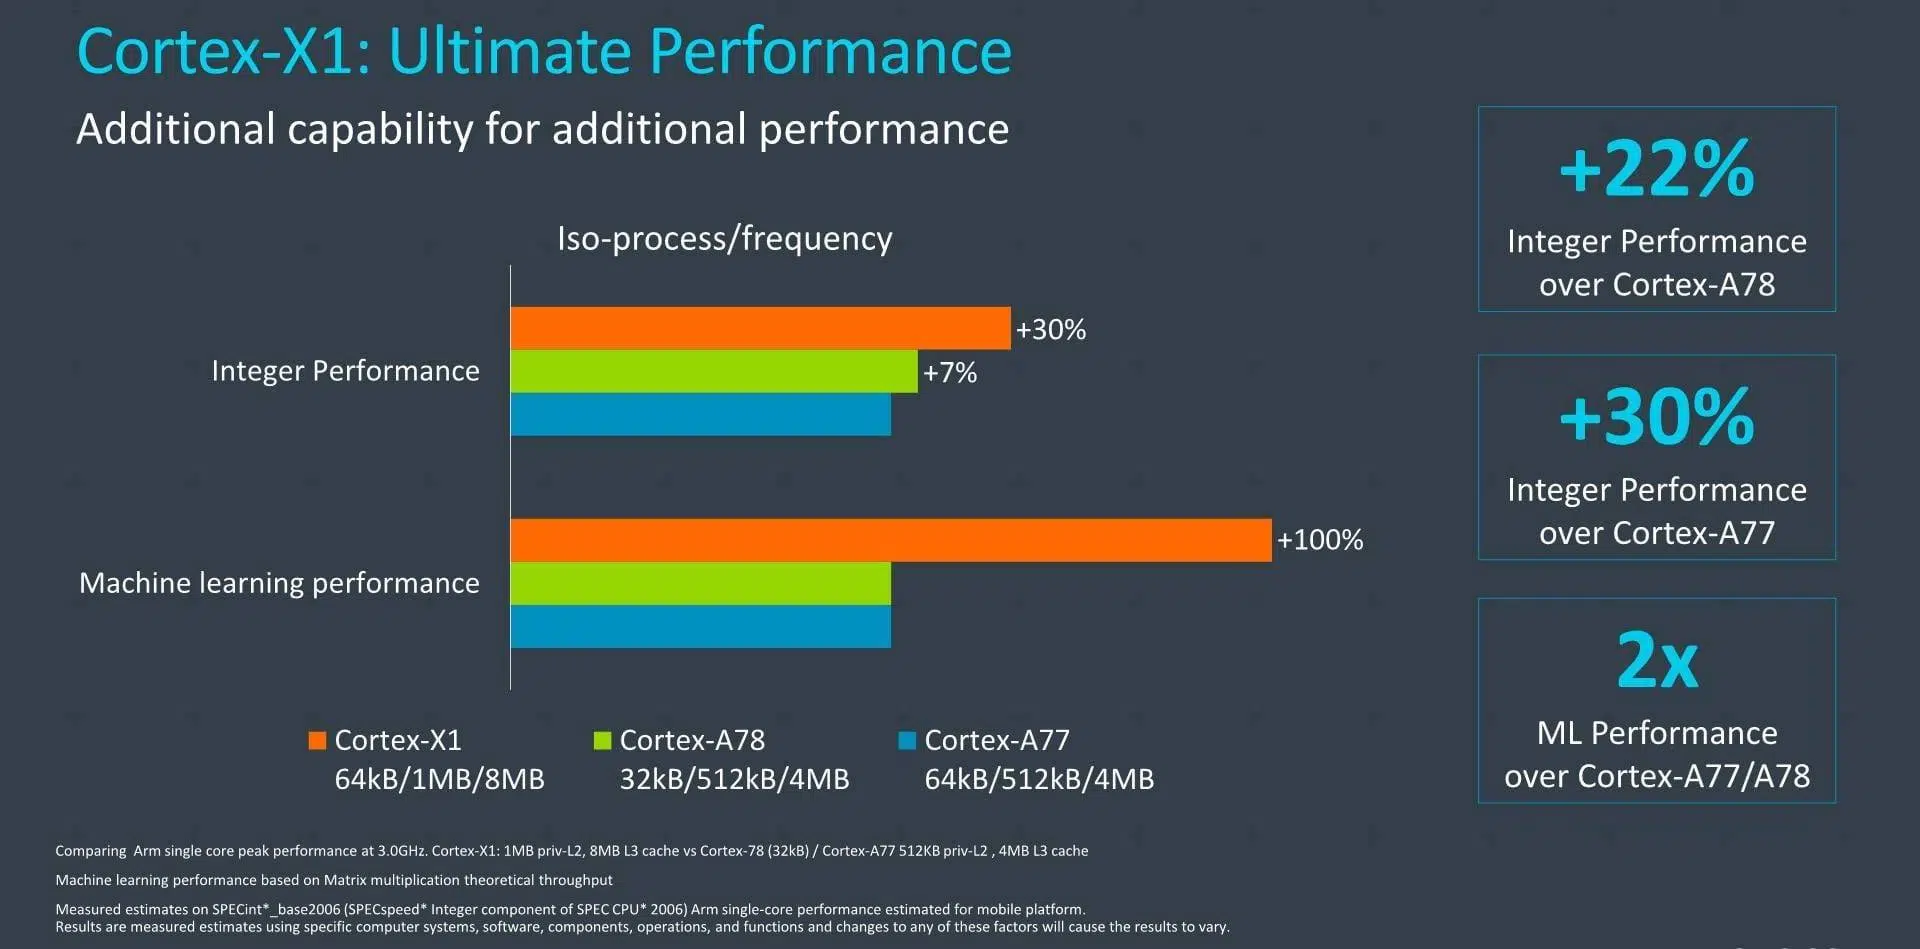 Cortex-X1: Ultimate Performance
Additional capability for additional performance
Iso-process/frequency
Integer Performance
+30%
+7%
Machine learning performance
+100%
Cortex-X1
64kB/1MB/8MB
Cortex-A78
32kB/512kB/4MB
Cortex-A77
64kB/512kB/4MB
+22%
Integer Performance
over Cortex-A78
+30%
Integer Performance
over Cortex-A77
2x
ML Performance
over Cortex-A77/A78
Comparing Arm single core peak performance at 3.0GHz. Cortex-X1: 1MB priv-L2, 8MB L3 cache vs Cortex-78 (32kB) / Cortex-A77 512KB priv-L2 , 4MB L3 cache
Machine learning performance based on Matrix multiplication theoretical throughput
Measured estimates on SPECint*_base2006 (SPECspeed* Integer component of SPEC CPU* 2006) Arm single-core performance estimated for mobile platform.
Results are measured estimates using specific computer systems, software, components, operations, and functions and changes to any of these factors will cause the results to vary.